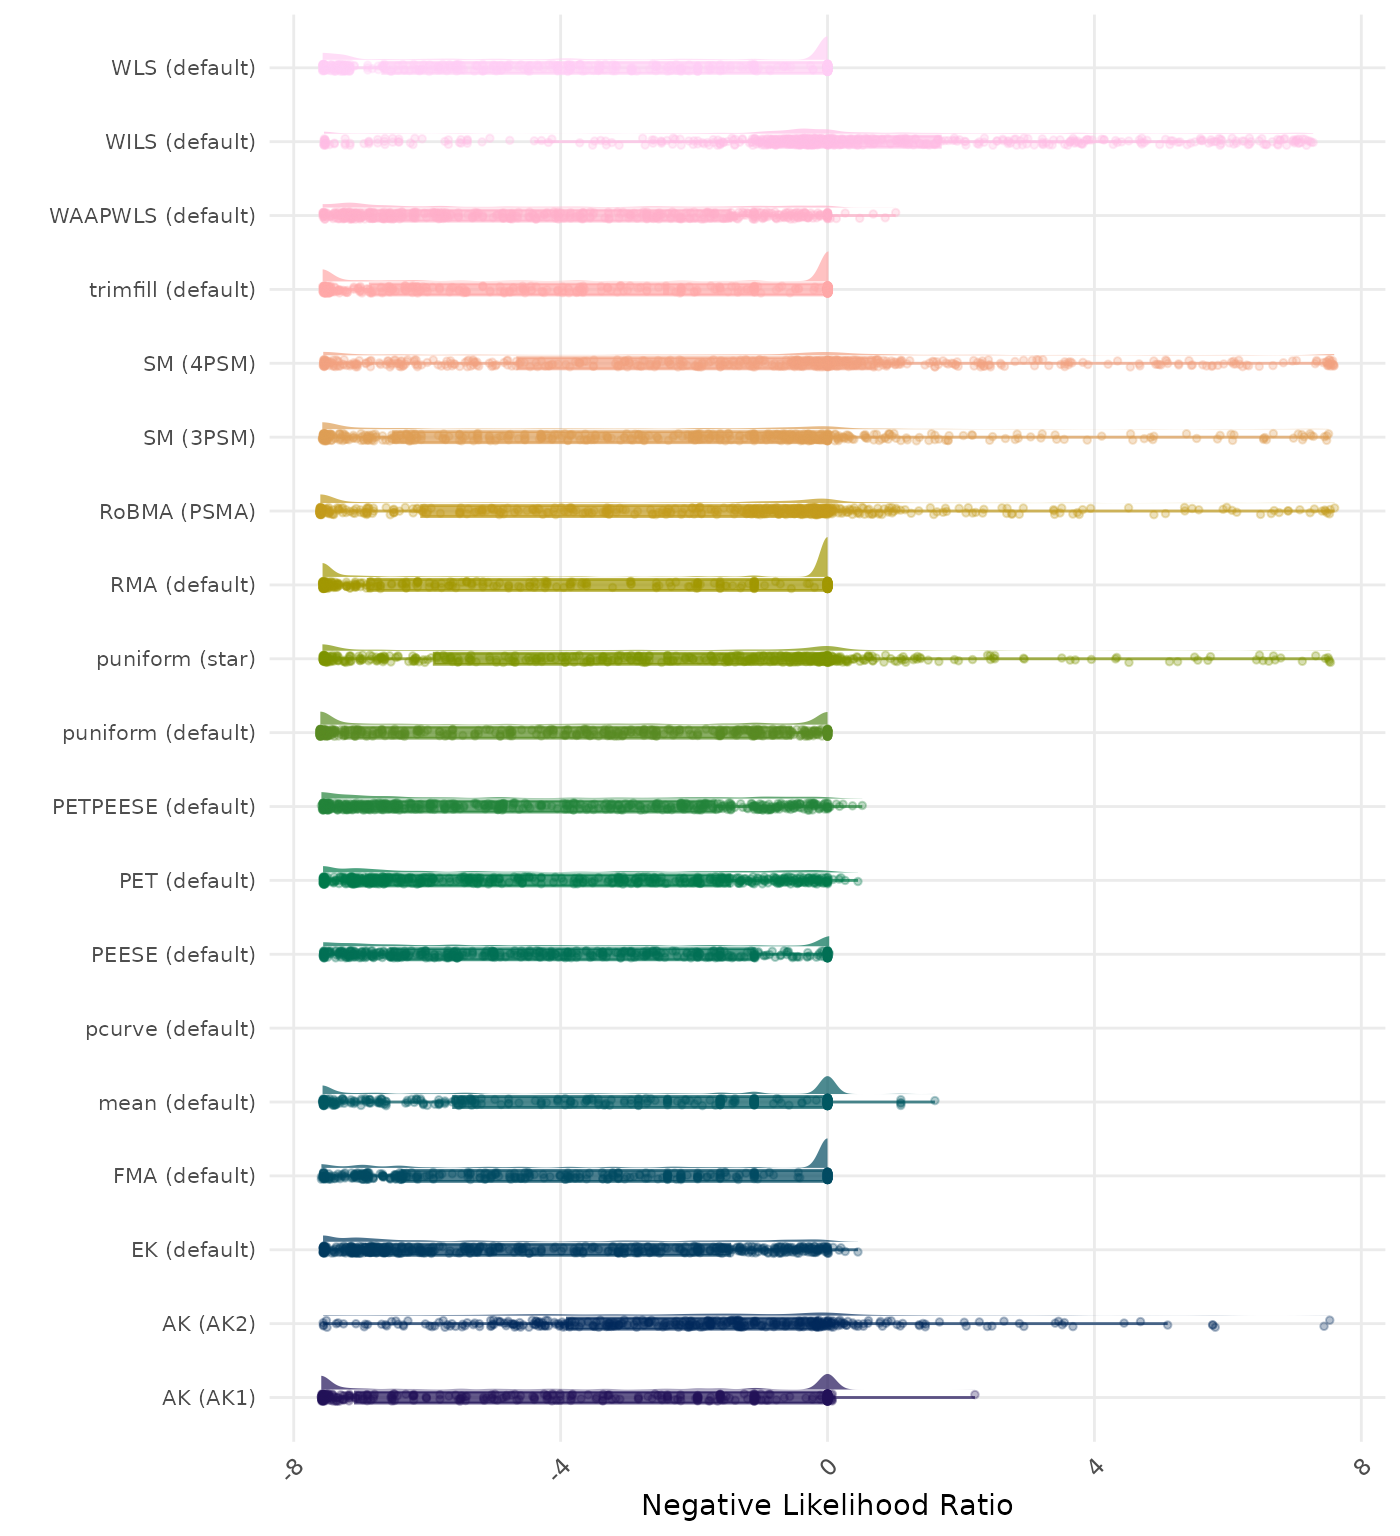 WLS (default)
WILS (default)
WAAPWLS (default)
trimfill (default)
SM (4PSM)
SM (3PSM)
RoBMA (PSMA)
RMA (default)
puniform (star)
puniform (default)
PETPEESE (default)
PET (default)
PEESE (default)
pcurve (default)
mean (default)
FMA (default)
EK (default)
AK (AK2)
AK (AK1)
-8 -4 0 4 8
Negative Likelihood Ratio